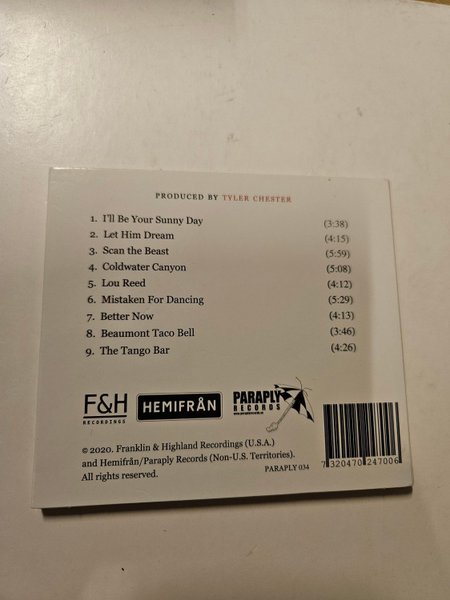 PRODUCED BY TYLER CHESTER
1. I'll Be Your Sunny Day (3:38)
2. Let Him Dream (4:15)
3. Scan the Beast (5:59)
4. Coldwater Canyon (5:08)
5. Lou Reed (4:12)
6. Mistaken For Dancing (5:29)
7. Better Now (4:13)
8. Beaumont Taco Bell (3:46)
9. The Tango Bar (4:26)
F&H
RECORDINGS
HEMIFRÅN
PARAPLY
RECORDS
© 2020. Franklin & Highland Recordings (U.S.A.)
and Hemifrån/Paraply Records (Non-U.S. Territories).
All rights reserved.
PARAPLY 034
7 320470 247006